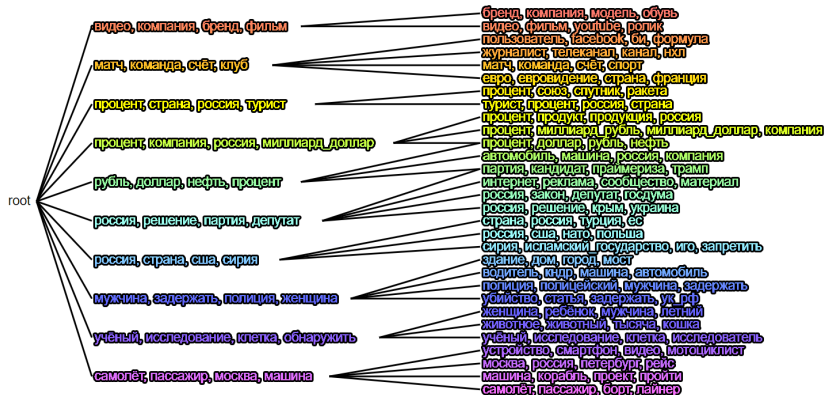 root
видео, компания, бренд, фильм
матч, команда, счёт, клуб
процент, страна, россия, турист
процент, компания, россия, миллиард_доллар
рубль, доллар, нефть, процент
россия, решение, партия, депутат
россия, страна, сша, сирия
мужчина, задержать, полиция, женщина
учёный, исследование, клетка, обнаружить
самолёт, пассажир, москва, машина
бренд, компания, модель, обувь
видео, фильм, youtube, ролик
пользователь, facebook, би, формула
журналист, телеканал, канал, нхл
матч, команда, счёт, спорт
евро, евровидение, страна, франция
процент, союз, спутник, ракета
турист, процент, россия, страна
процент, продукт, продукция, россия
процент, миллиард_рубль, миллиард_доллар, компания
процент, доллар, рубль, нефть
автомобиль, машина, россия, компания
партия, кандидат, праймериз, трамп
интернет, реклама, сообщество, материал
россия, закон, депутат, госдума
россия, решение, крым, украина
страна, россия, турция, ес
россия, сша, нато, польша
сирия, исламский_государство, иго, запретить
здание, дом, город, мост
водитель, кндр, машина, автомобиль
полиция, полицейский, мужчина, задержать
убийство, статья, задержать, ук_рф
женщина, ребёнок, мужчина, летний
животное, животный, тысяча, кошка
учёный, исследование, клетка, исследователь
устройство, смартфон, видео, мотоциклист
москва, россия, петербург, рейс
машина, корабль, проект, пройти
самолёт, пассажир, борт, лайнер